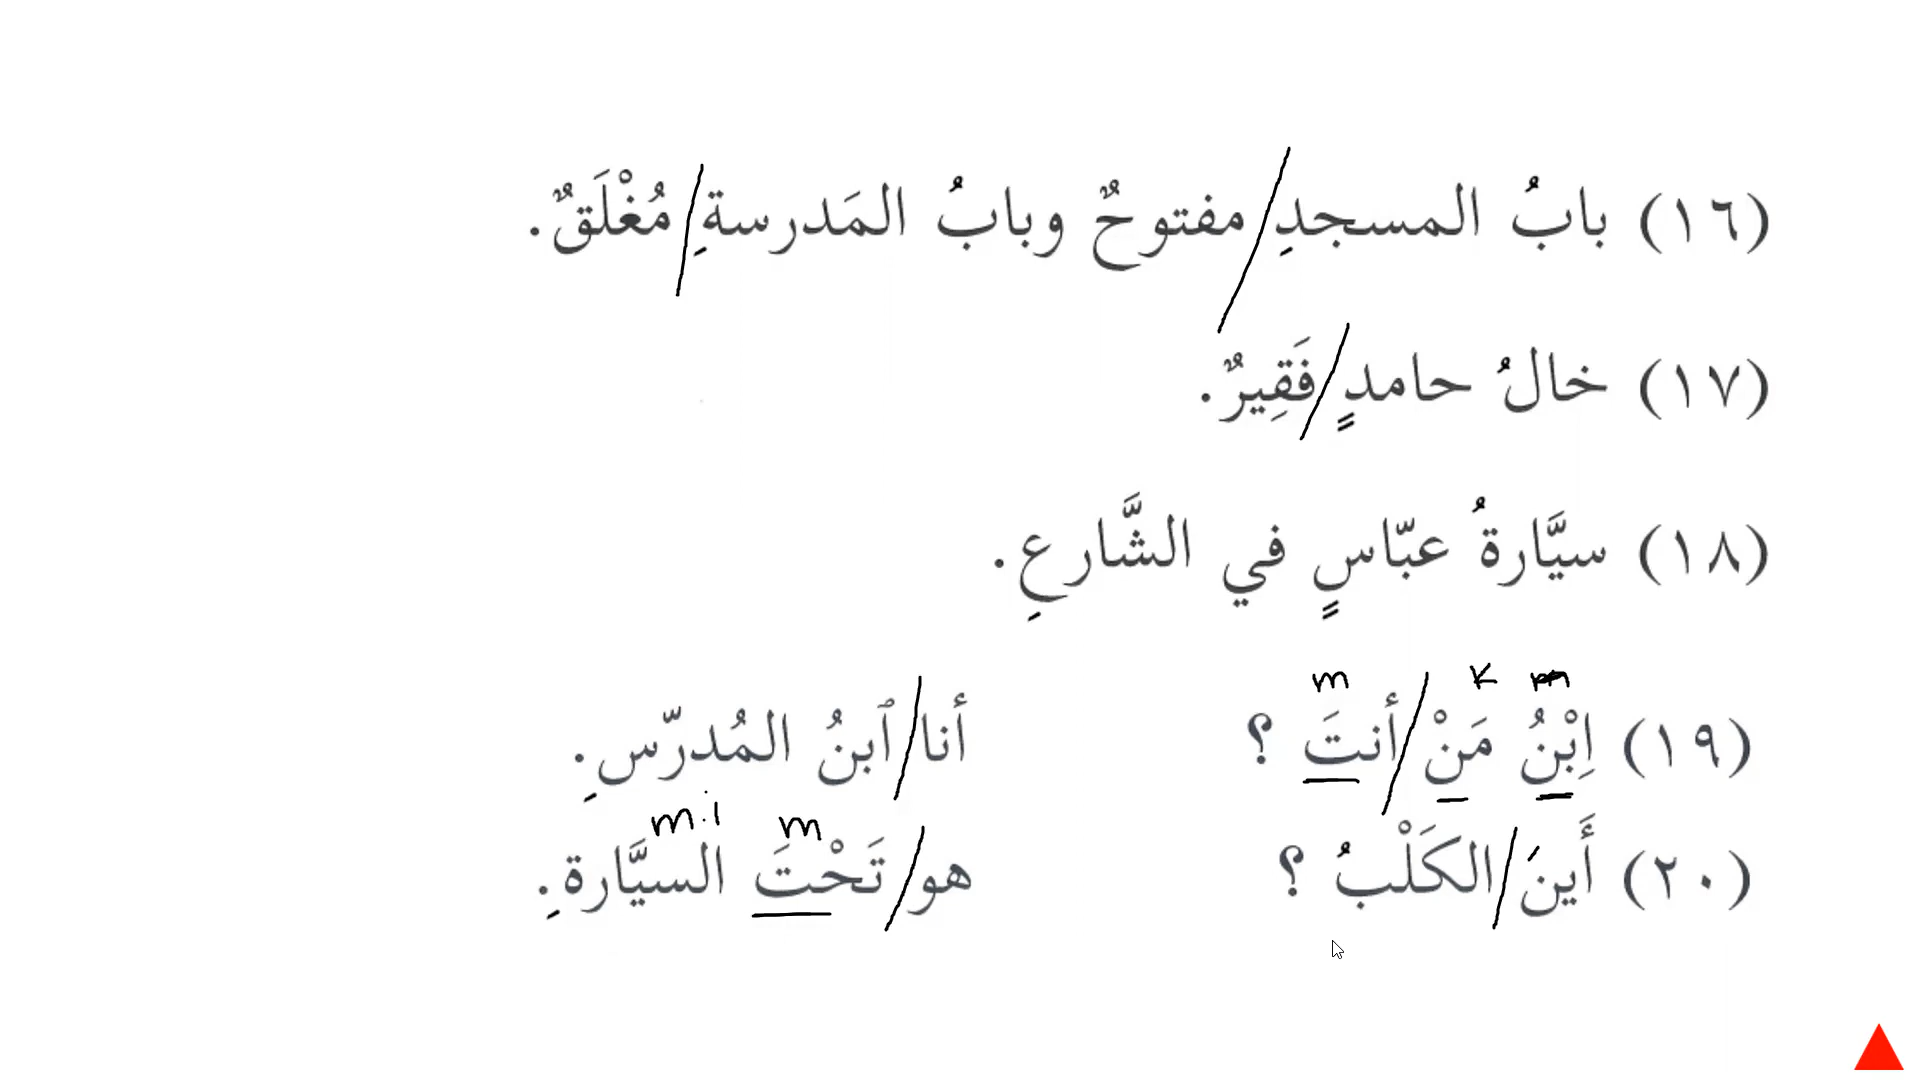 (١٦) بابُ المسجدِ / مفتوحٌ وبابُ المَدرسةِ / مُغْلَقٌ.
(١٧) خالُ حامدٍ / فَقِيرٌ.
(١٨) سيَّارةُ عبّاسٍ في الشَّارعِ.
m k m
(١٩) اِبْنُ مَنْ / أنتَ ؟ أنا / ٱبنُ المُدرّسِ.
m m.i
(٢٠) أَينَ / الكَلْبُ ؟ هو / تَحْتَ السيَّارةِ.